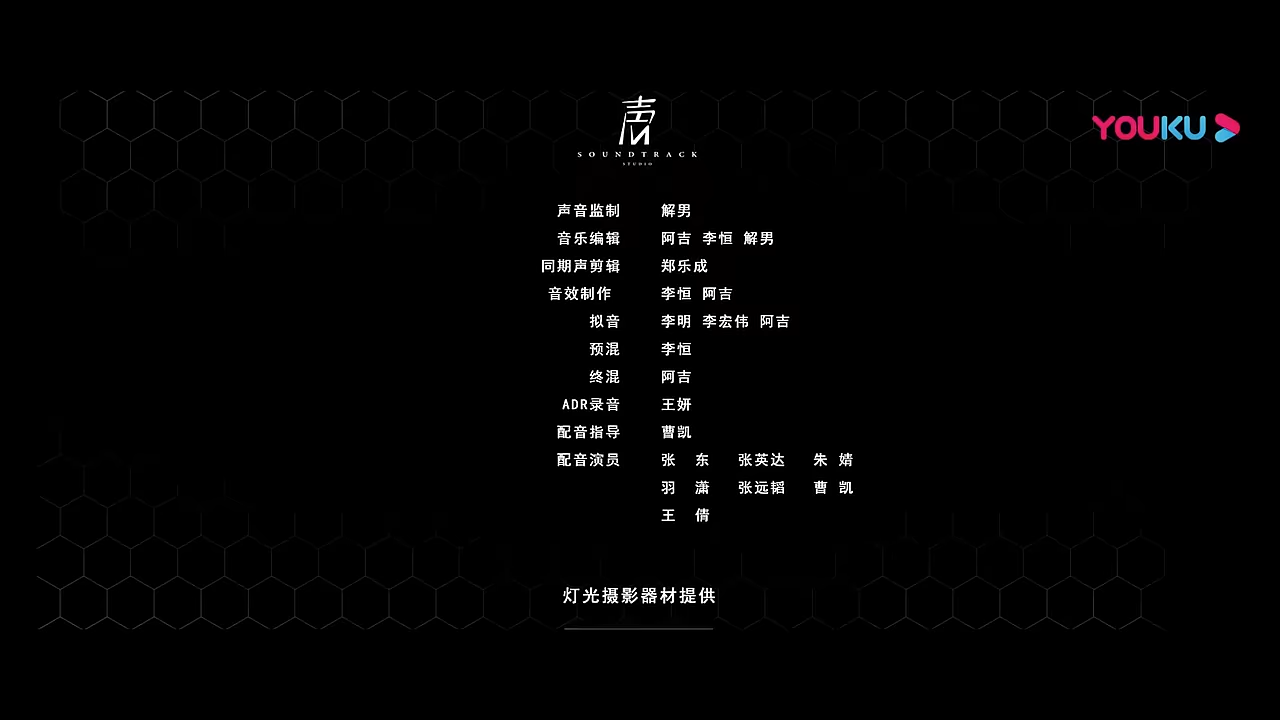 声
SOUNDTRACK
STUDIO
YOUKU
声音监制 解男
音乐编辑 阿吉 李恒 解男
同期声剪辑 郑乐成
音效制作 李恒 阿吉
拟音 李明 李宏伟 阿吉
预混 李恒
终混 阿吉
ADR录音 王妍
配音指导 曹凯
配音演员 张 东 张英达 朱 婧
羽 潇 张远韬 曹 凯
王 倩
灯光摄影器材提供